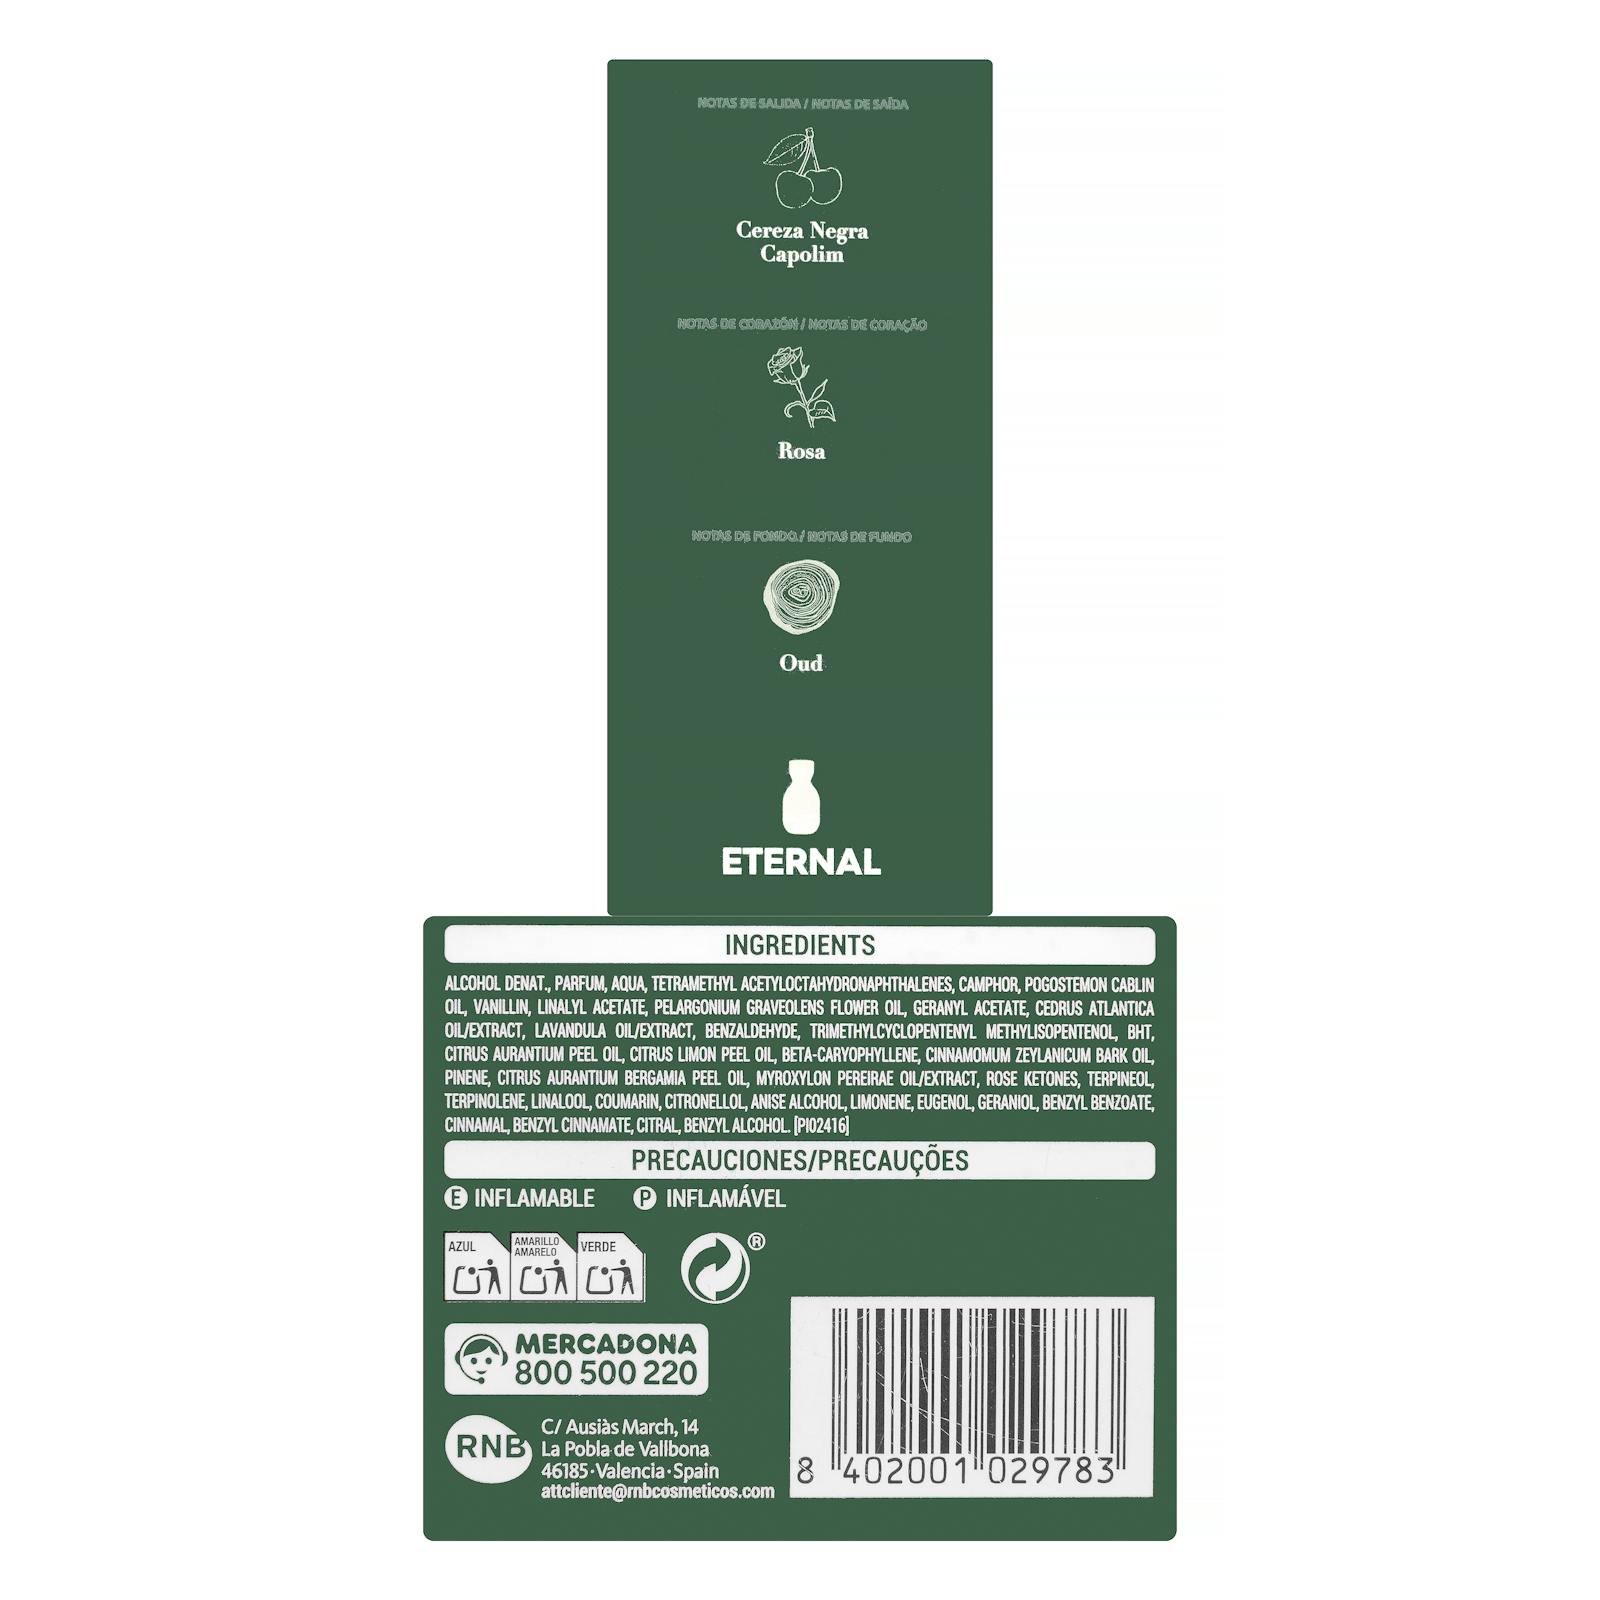 NOTAS DE SALIDA / NOTAS DE SAÍDA
Cereza Negra
Capolim
NOTAS DE CORAZÓN / NOTAS DE CORAÇÃO
Rosa
NOTAS DE FONDO / NOTAS DE FUNDO
Oud
ETERNAL
INGREDIENTS
ALCOHOL DENAT., PARFUM, AQUA, TETRAMETHYL ACETYLOCTAHYDRONAPHTHALENES, CAMPHOR, POGOSTEMON CABLIN
OIL, VANILLIN, LINALYL ACETATE, PELARGONIUM GRAVEOLENS FLOWER OIL, GERANYL ACETATE, CEDRUS ATLANTICA
OIL/EXTRACT, LAVANDULA OIL/EXTRACT, BENZALDEHYDE, TRIMETHYLCYCLOPENTENYL METHYLISOPENTENOL, BHT,
CITRUS AURANTIUM PEEL OIL, CITRUS LIMON PEEL OIL, BETA-CARYOPHYLLENE, CINNAMOMUM ZEYLANICUM BARK OIL,
PINENE, CITRUS AURANTIUM BERGAMIA PEEL OIL, MYROXYLON PEREIRAE OIL/EXTRACT, ROSE KETONES, TERPINEOL,
TERPINOLENE, LINALOOL, COUMARIN, CITRONELLOL, ANISE ALCOHOL, LIMONENE, EUGENOL, GERANIOL, BENZYL BENZOATE,
CINNAMAL, BENZYL CINNAMATE, CITRAL, BENZYL ALCOHOL. [PI02416]
PRECAUCIONES/PRECAUÇÕES
E INFLAMABLE P INFLAMÁVEL
AZUL AMARILLO AMARELO VERDE ®
MERCADONA
800 500 220
RNB
C/ Ausiàs March, 14
La Pobla de Vallbona
46185·Valencia·Spain
attcliente@rnbcosmeticos.com
8 402001 029783